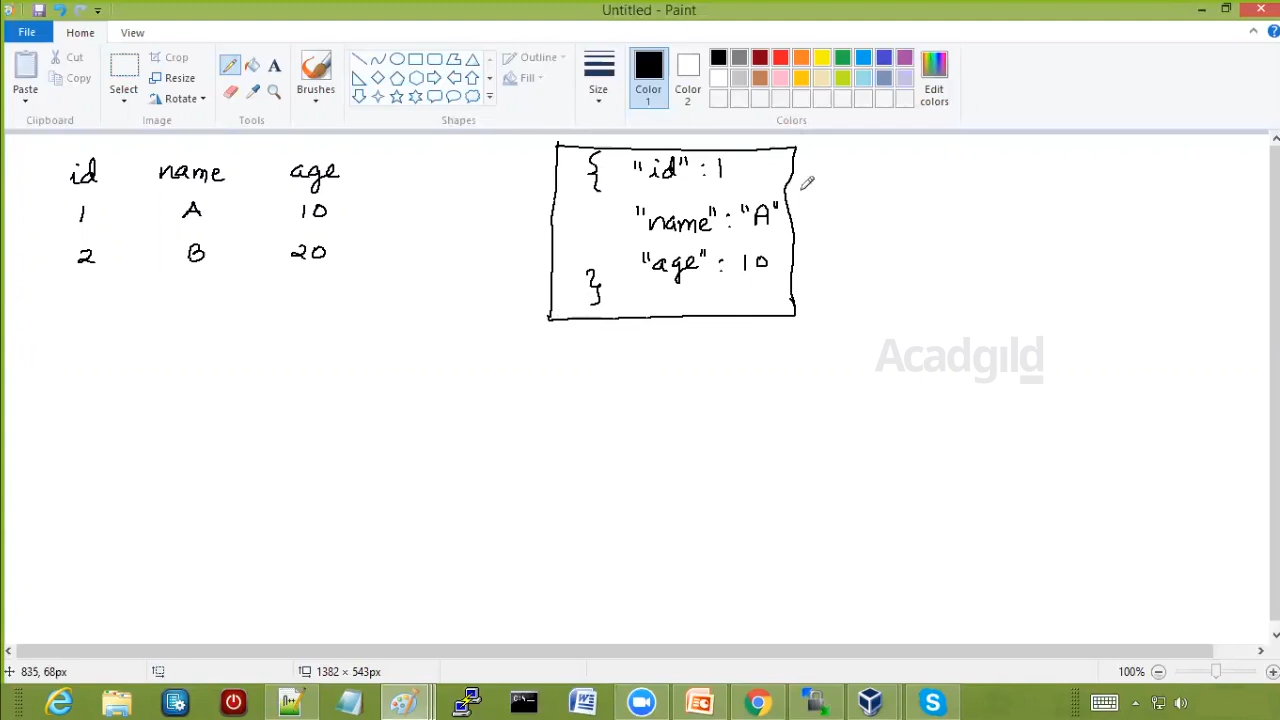 Untitled - Paint
File Home View
Paste
Cut
Copy
Clipboard
Select
Crop
Resize
Rotate
Image
A
Tools
Brushes
Outline
Fill
Shapes
Size
Color 1
Color 2
Edit colors
Colors
id name age
1 A 10
2 B 20
{ "id" : 1
"name" : "A"
"age" : 10
}
Acadgild
835, 68px
1382 × 543px
100%